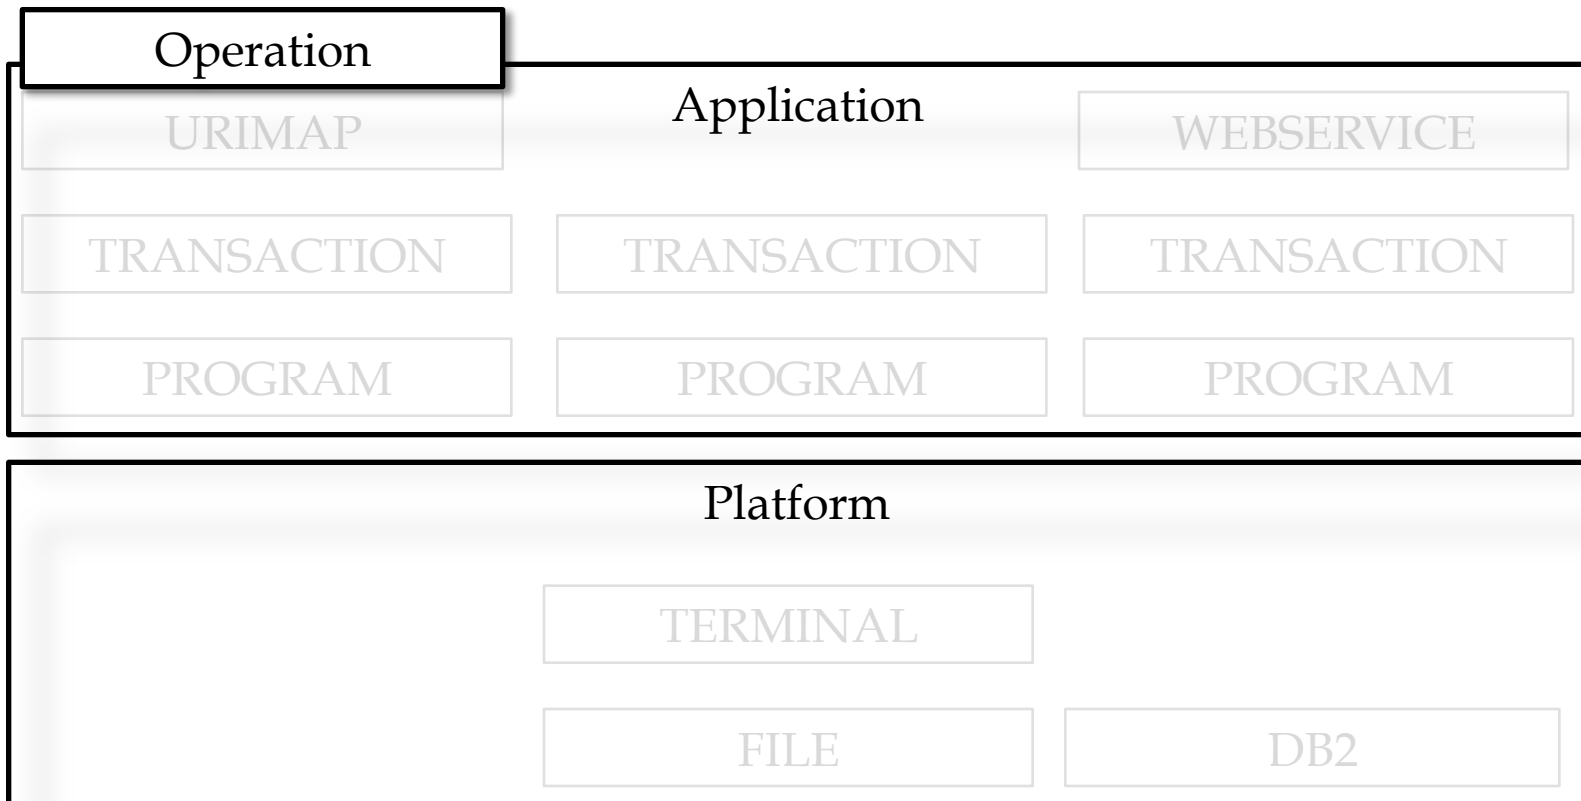 Operation
Application
URIMAP
WEBSERVICE
TRANSACTION
TRANSACTION
TRANSACTION
PROGRAM
PROGRAM
PROGRAM
Platform
TERMINAL
FILE
DB2